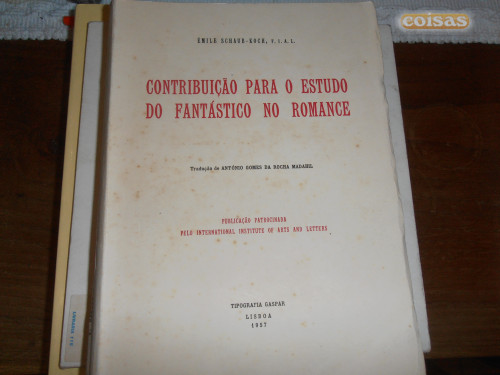 coisas
EMILE SCHAUB-KOCH, F. I. A. L.
CONTRIBUIÇÃO PARA O ESTUDO
DO FANTÁSTICO NO ROMANCE
Tradução de ANTÓNIO GOMES DA ROCHA MADAHIL
PUBLICAÇÃO PATROCINADA
PELO INTERNATIONAL INSTITUTE OF ARTS AND LETTERS
TIPOGRAFIA GASPAR
LISBOA
1957